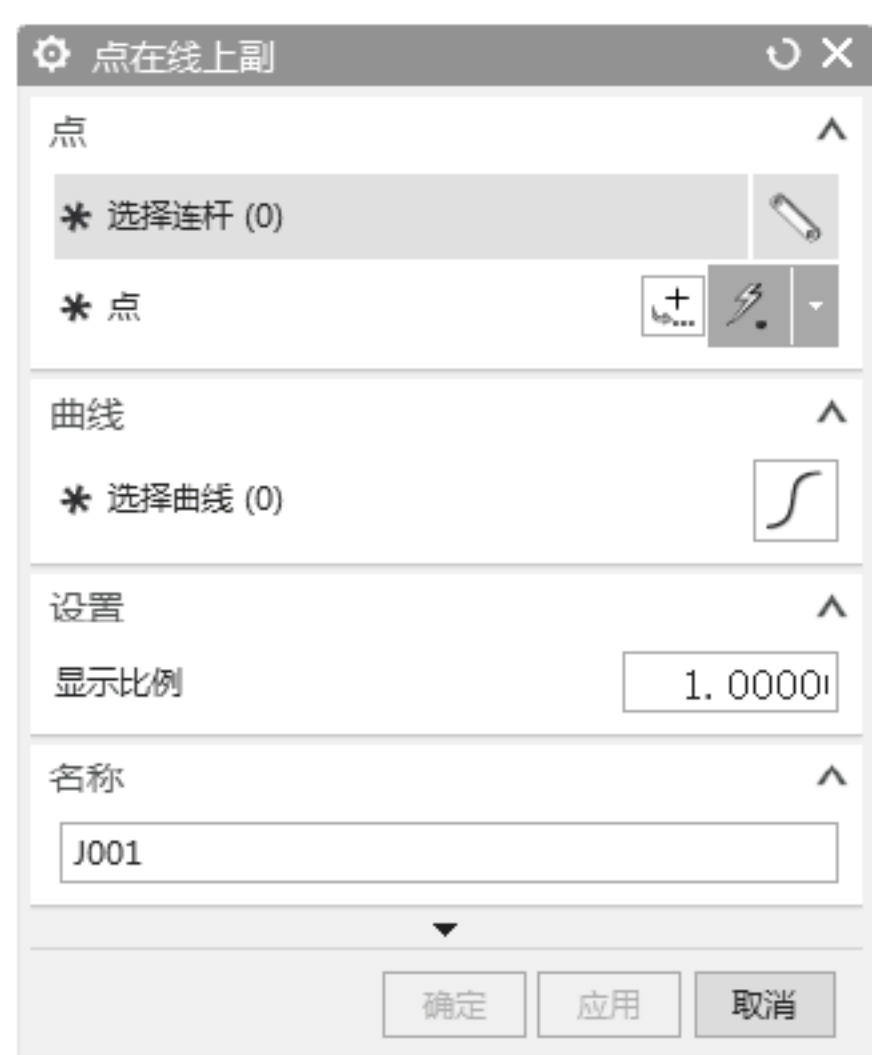 点在线上副
点
* 选择连杆 (0)
* 点
曲线
* 选择曲线 (0)
设置
显示比例 1.0000
名称
J001
确定 应用 取消